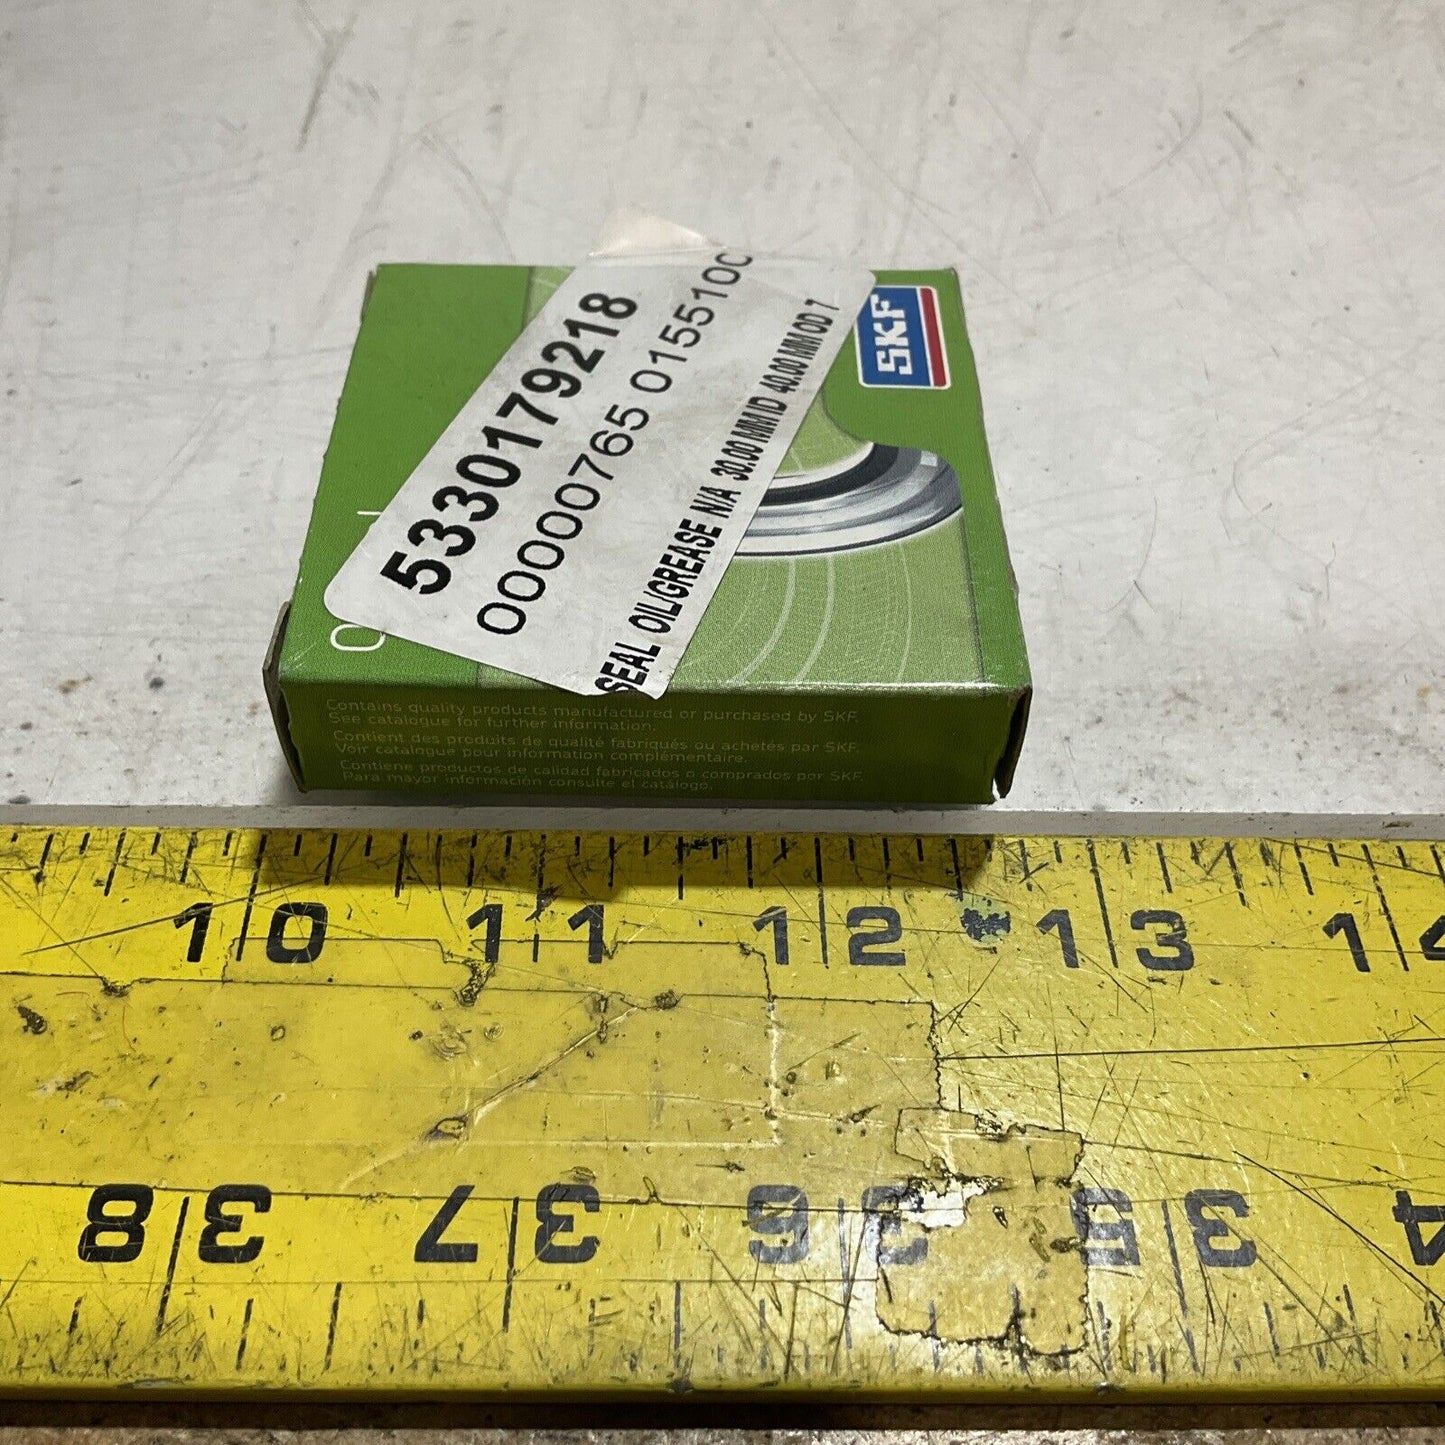 5330179218
00000765 0155100
SEAL OIL/GREASE N/A 30.00 MM ID 40.00 MM OD 7
SKF
Contains quality products manufactured or purchased by SKF.
See catalogue for further information.
Contient des produits de qualité fabriqués ou achetés par SKF.
Voir catalogue pour information complémentaire.
Contiene productos de calidad fabricados o comprados por SKF.
Para mayor información consulte el catálogo.
10 11 12 13 14
38 37 36 35